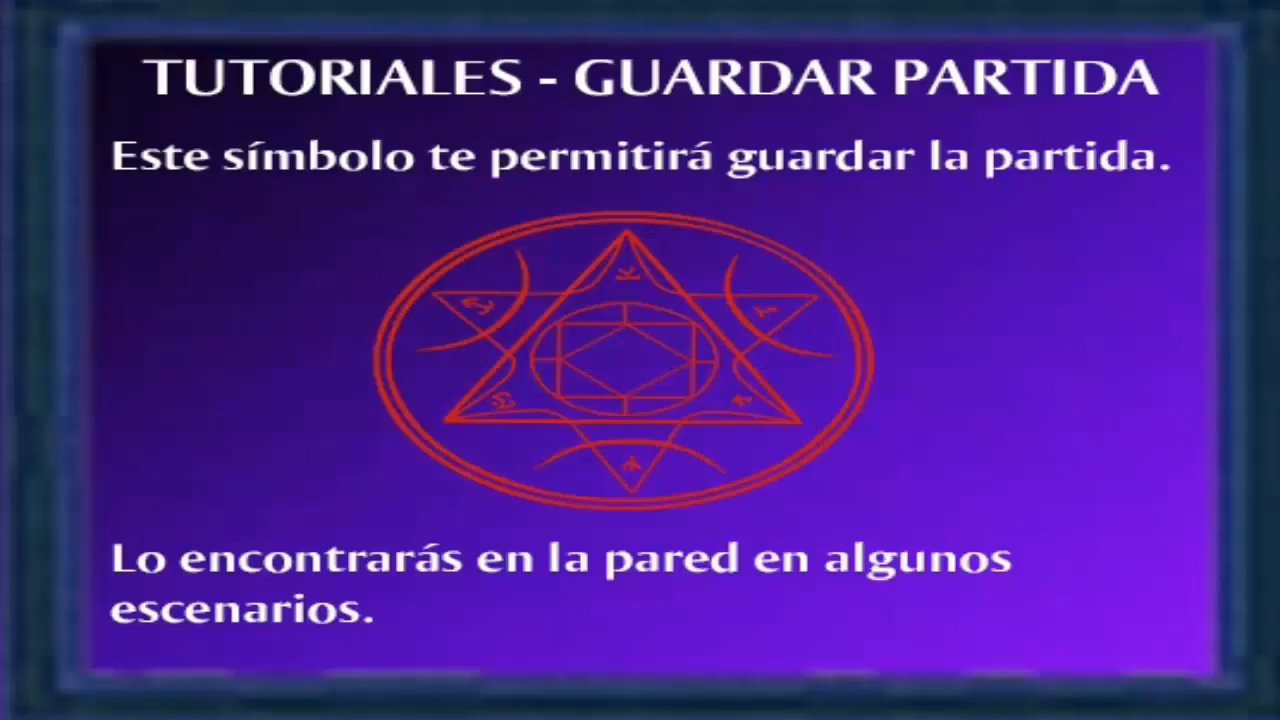 TUTORIALES - GUARDAR PARTIDA
Este símbolo te permitirá guardar la partida.
Lo encontrarás en la pared en algunos
escenarios.